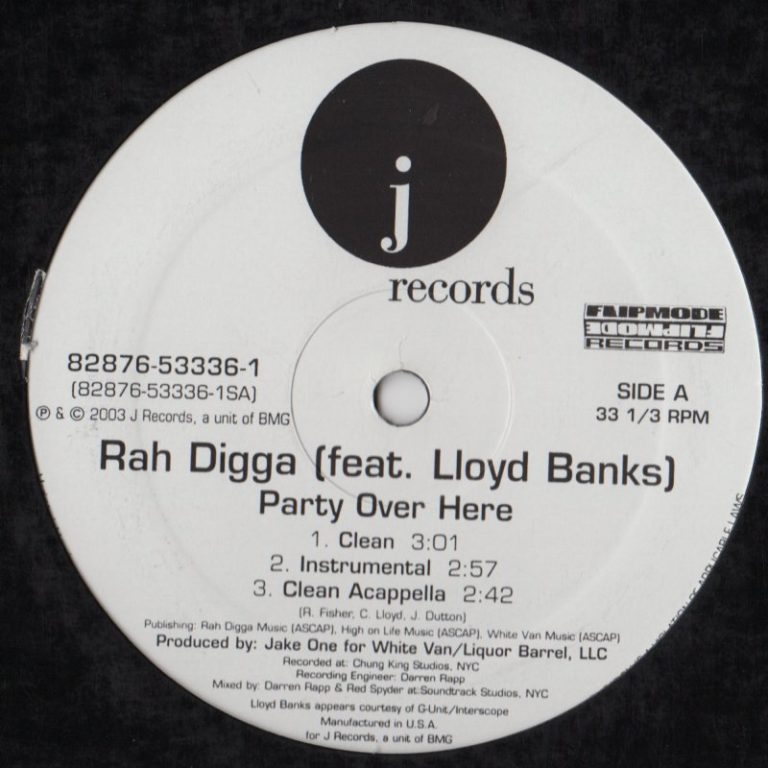 j
records
FLIPMODE
FLIPMODE
RECORDS
82876-53336-1
(82876-53336-1SA)
℗ & © 2003 J Records, a unit of BMG
SIDE A
33 1/3 RPM
Rah Digga (feat. Lloyd Banks)
Party Over Here
1. Clean 3:01
2. Instrumental 2:57
3. Clean Acappella 2:42
(R. Fisher, C. Lloyd, J. Dutton)
Publishing: Rah Digga Music (ASCAP), High on Life Music (ASCAP), White Van Music (ASCAP)
Produced by: Jake One for White Van/Liquor Barrel, LLC
Recorded at: Chung King Studios, NYC
Recording Engineer: Darren Rapp
Mixed by: Darren Rapp & Red Spyder at:Soundtrack Studios, NYC
Lloyd Banks appears courtesy of G-Unit/Interscope
Manufactured in U.S.A.
for J Records, a unit of BMG
APPLICABLE LAWS